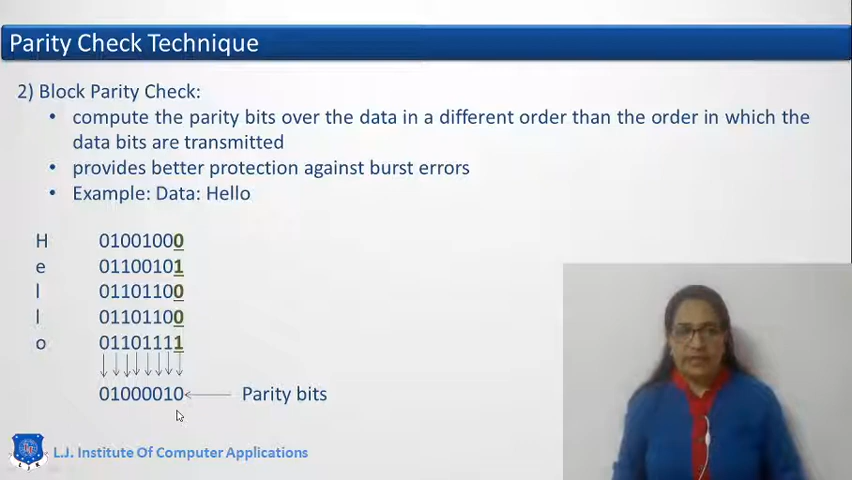 Parity Check Technique
2) Block Parity Check:
• compute the parity bits over the data in a different order than the order in which the
data bits are transmitted
• provides better protection against burst errors
• Example: Data: Hello
H 01001000
e 01100101
l 01101100
l 01101100
o 01101111
01000010 Parity bits
L.J. Institute Of Computer Applications